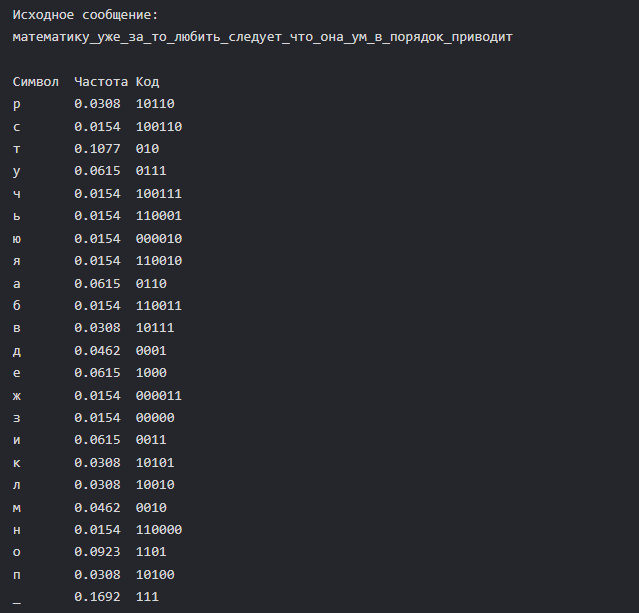 Исходное сообщение:
математику_уже_за_то_любить_следует_что_она_ум_в_порядок_приводит
Символ Частота Код
р 0.0308 10110
с 0.0154 100110
т 0.1077 010
у 0.0615 0111
ч 0.0154 100111
ь 0.0154 110001
ю 0.0154 000010
я 0.0154 110010
а 0.0615 0110
б 0.0154 110011
в 0.0308 10111
д 0.0462 0001
е 0.0615 1000
ж 0.0154 000011
з 0.0154 00000
и 0.0615 0011
к 0.0308 10101
л 0.0308 10010
м 0.0462 0010
н 0.0154 110000
о 0.0923 1101
п 0.0308 10100
_ 0.1692 111